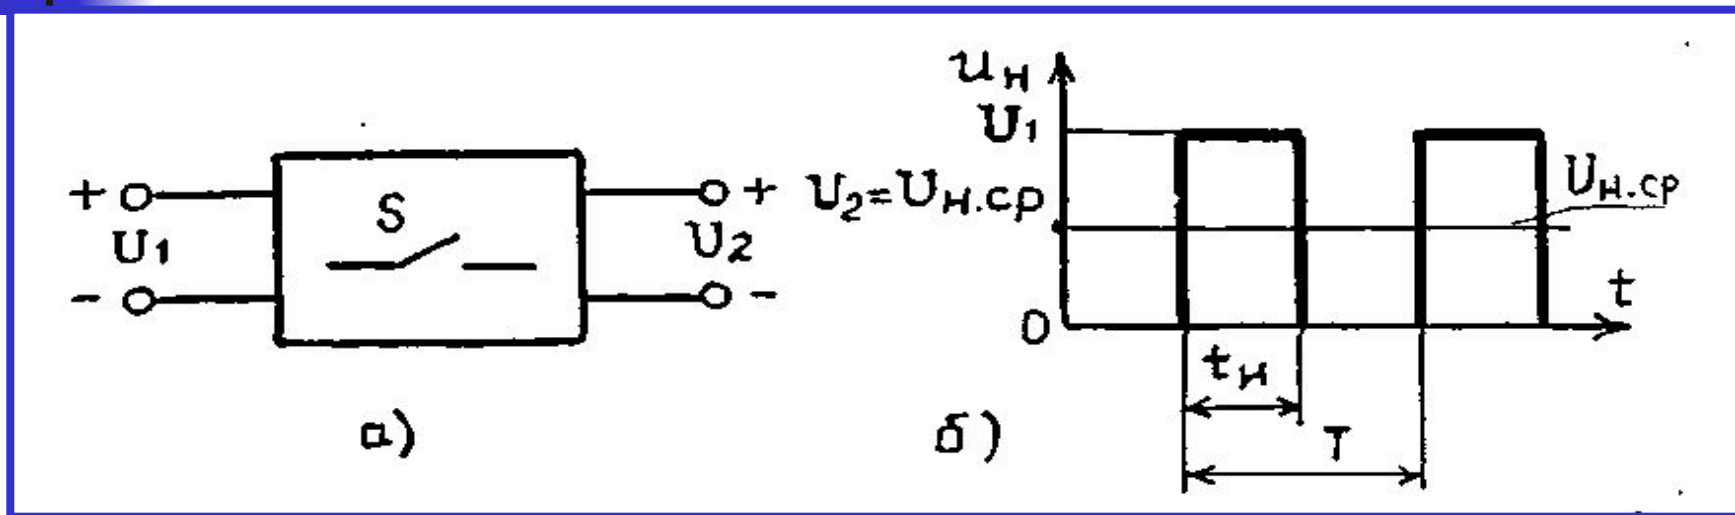 +
S
U1
-
а)
+
U2
-
uн
U1
U2=Uн.ср
Uн.ср
0
t
tи
T
б)